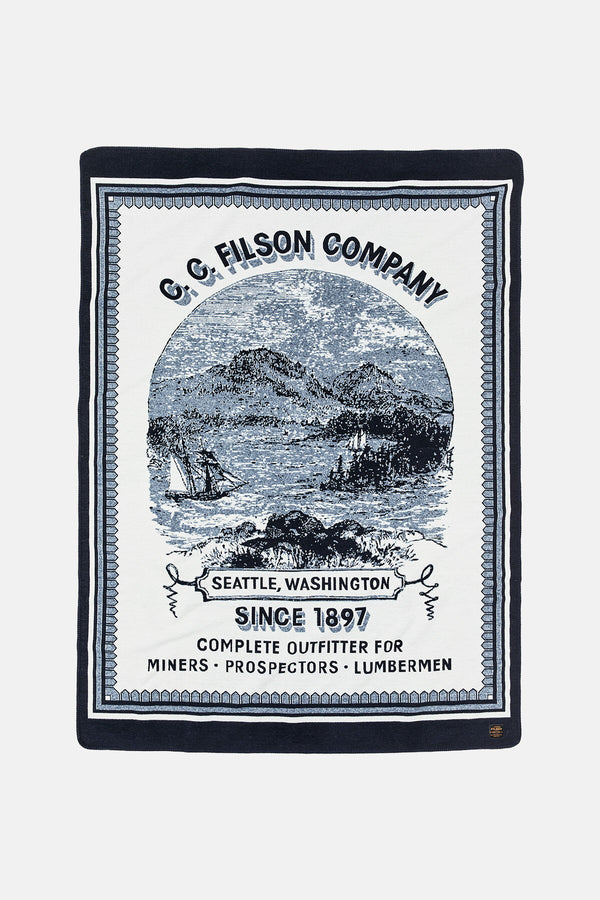 C. C. FILSON COMPANY
SEATTLE, WASHINGTON
SINCE 1897
COMPLETE OUTFITTER FOR
MINERS · PROSPECTORS · LUMBERMEN